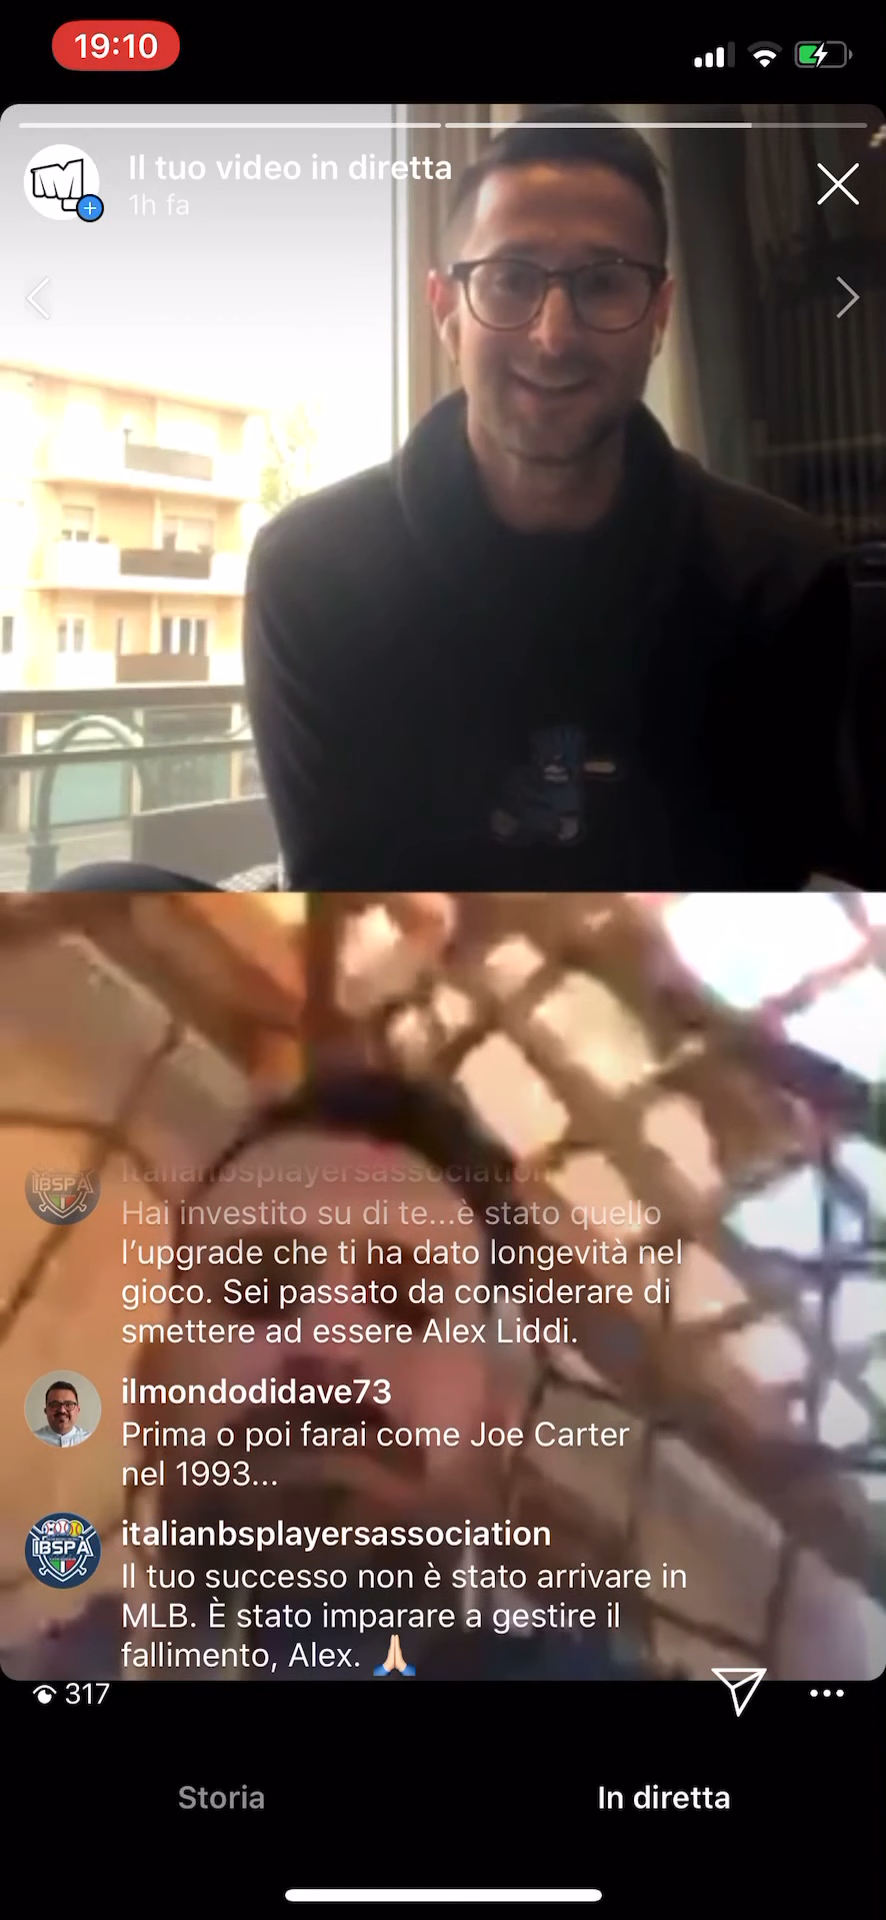 19:10
Il tuo video in diretta
1h fa
italianbsplayersassociation
IBSPA
Hai investito su di te...è stato quello
l'upgrade che ti ha dato longevità nel
gioco. Sei passato da considerare di
smettere ad essere Alex Liddi.
ilmondodidave73
Prima o poi farai come Joe Carter
nel 1993...
italianbsplayersassociation
IBSPA
Il tuo successo non è stato arrivare in
MLB. È stato imparare a gestire il
fallimento, Alex. 🙏🏻
317
Storia
In diretta